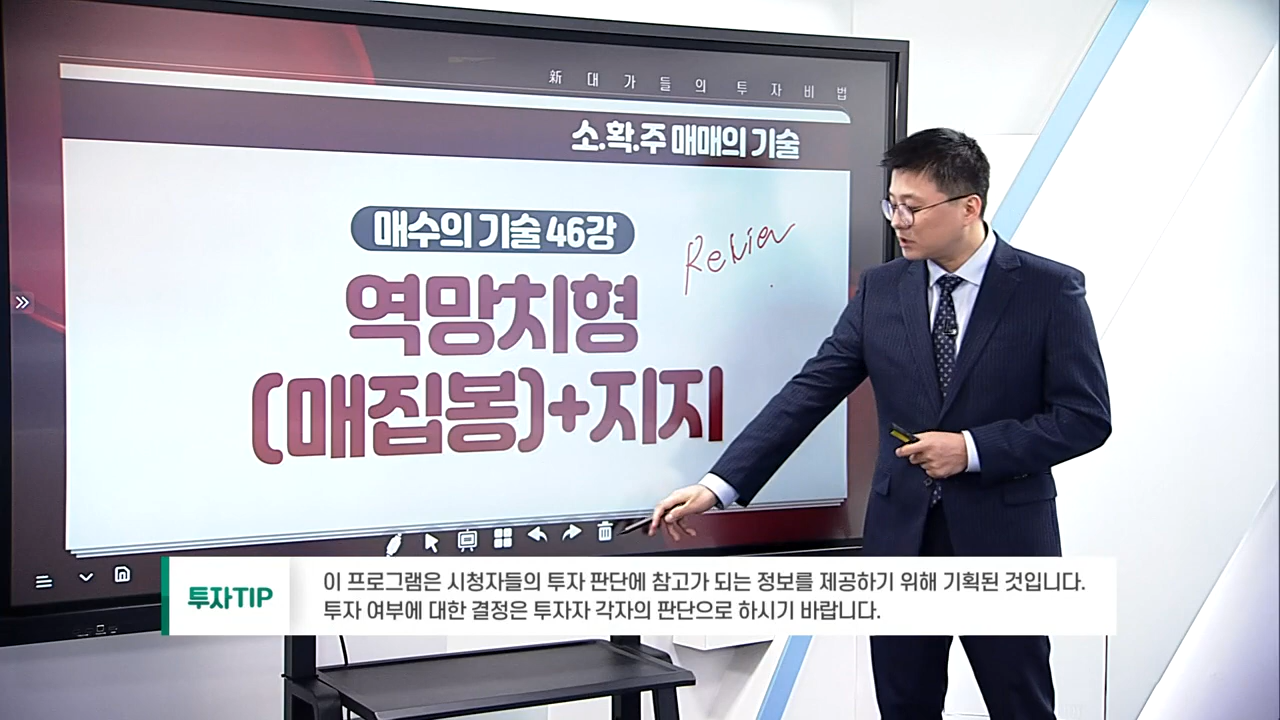 新 대가들의 투자비법
소.확.주 매매의 기술
매수의 기술 46강
Review
역망치형
(매집봉)+지지
투자TIP
이 프로그램은 시청자들의 투자 판단에 참고가 되는 정보를 제공하기 위해 기획된 것입니다.
투자 여부에 대한 결정은 투자자 각자의 판단으로 하시기 바랍니다.